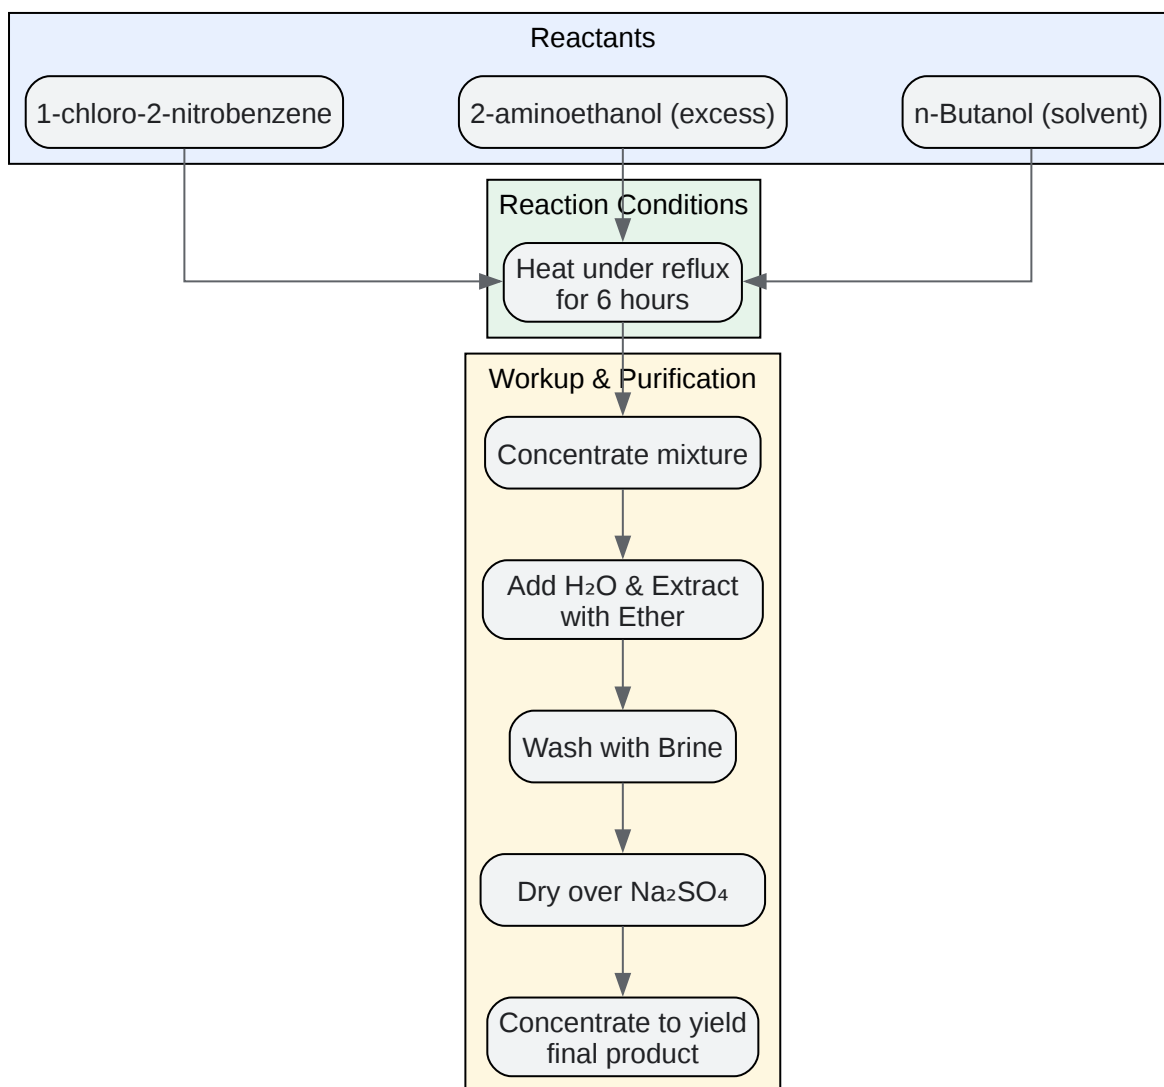 Reactants
1-chloro-2-nitrobenzene
2-aminoethanol (excess)
n-Butanol (solvent)
Reaction Conditions
Heat under reflux
for 6 hours
Workup & Purification
Concentrate mixture
Add H₂O & Extract
with Ether
Wash with Brine
Dry over Na₂SO₄
Concentrate to yield
final product